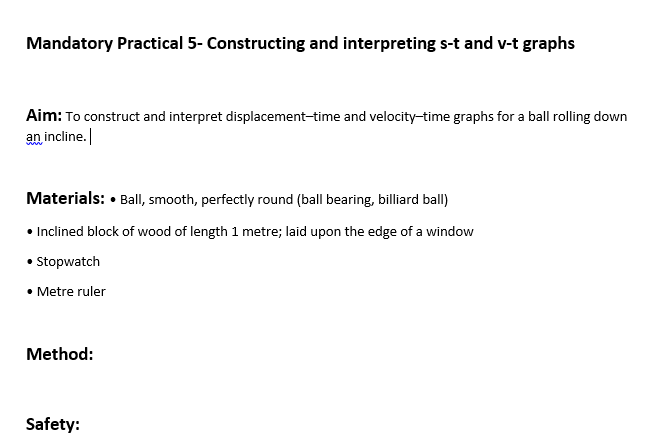 Mandatory Practical 5- Constructing and interpreting s-t and v-t graphs
Aim: To construct and interpret displacement–time and velocity–time graphs for a ball rolling down
an incline.
Materials: • Ball, smooth, perfectly round (ball bearing, billiard ball)
• Inclined block of wood of length 1 metre; laid upon the edge of a window
• Stopwatch
• Metre ruler
Method:
Safety: